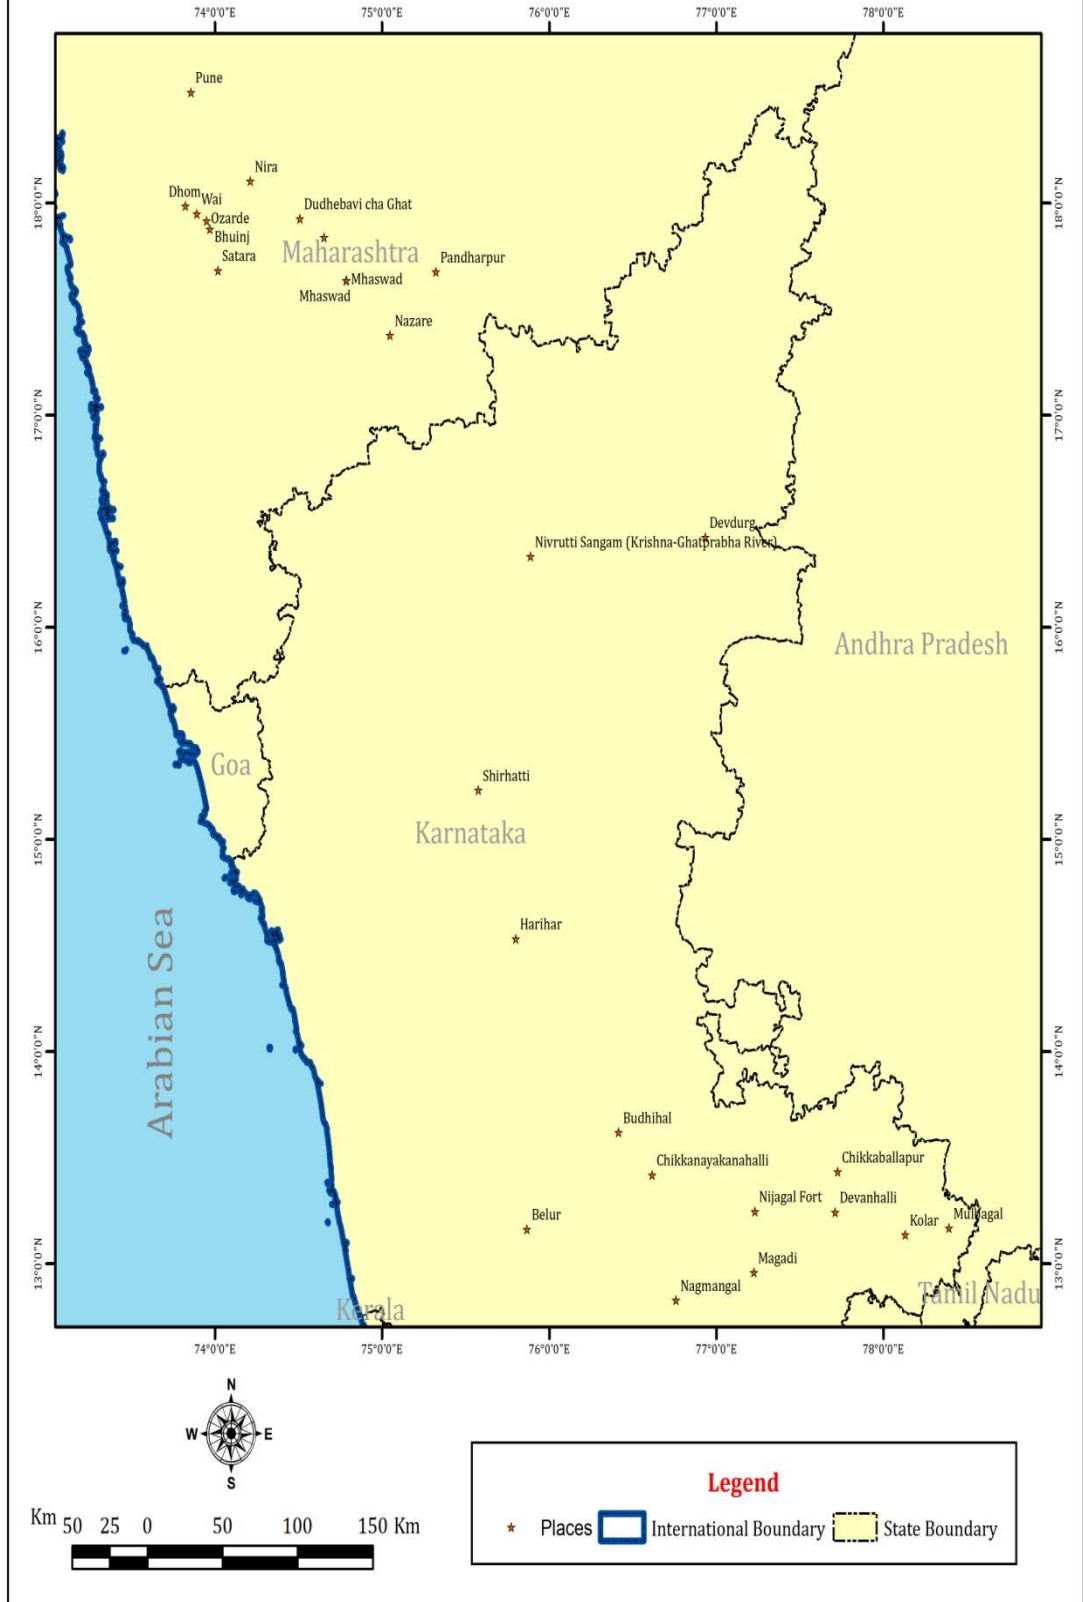 74°0'0"E 75°0'0"E 76°0'0"E 77°0'0"E 78°0'0"E
Pune
Nira
18°0'0"N
18°0'0"N
Dhom
Wai
Dudhebavi cha Ghat
Ozarde
Bhuinj
Maharashtra
Satara
Pandharpur
Mhaswad
Mhaswad
Nazare
17°0'0"N
17°0'0"N
Devdurg
Nivrutti Sangam (Krishna-Ghatprabha River)
16°0'0"N
16°0'0"N
Andhra Pradesh
Goa
Shirhatti
Karnataka
15°0'0"N
15°0'0"N
Harihar
Arabian Sea
14°0'0"N
14°0'0"N
Budhihal
Chikkanayakanahalli
Chikkaballapur
Nijagal Fort
Devanhalli
Belur
Kolar
Mulbagal
13°0'0"N
13°0'0"N
Magadi
Nagmangal
Tamil Nadu
Kerala
74°0'0"E 75°0'0"E 76°0'0"E 77°0'0"E 78°0'0"E
N
W E
S
Legend
Km 50 25 0 50 100 150 Km
Places International Boundary State Boundary